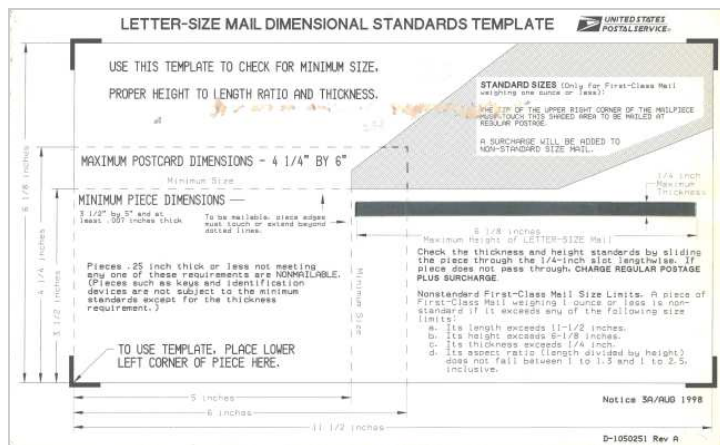 LETTER-SIZE MAIL DIMENSIONAL STANDARDS TEMPLATE
UNITED STATES
POSTAL SERVICE®
USE THIS TEMPLATE TO CHECK FOR MINIMUM SIZE,
PROPER HEIGHT TO LENGTH RATIO AND THICKNESS.
STANDARD SIZES (Only for First-Class Mail
weighing one ounce or less):
THE TIP OF THE UPPER RIGHT CORNER OF THE MAILPIECE
MUST TOUCH THIS SHADED AREA TO BE MAILED AT
REGULAR POSTAGE.
A SURCHARGE WILL BE ADDED TO
NON-STANDARD SIZE MAIL.
6 1/8 inches
4 1/4 inches
3 1/2 inches
MAXIMUM POSTCARD DIMENSIONS - 4 1/4" BY 6"
Minimum Size
MINIMUM PIECE DIMENSIONS
3 1/2" by 5" and at
least .007 inches thick
To be mailable, piece edges
must touch or extend beyond
dotted lines.
1/4 inch
Maximum
Thickness
6 1/8 inches
Maximum Height of LETTER-SIZE Mail
Pieces .25 inch thick or less not meeting
any one of these requirements are NONMAILABLE.
(Pieces such as keys and identification
devices are not subject to the minimum
standards except for the thickness
requirement.)
Minimum Size
Check the thickness and height standards by sliding
the piece through the 1/4-inch slot lengthwise. If
piece does not pass through, CHARGE REGULAR POSTAGE
PLUS SURCHARGE.
Nonstandard First-Class Mail Size Limits. A piece of
First-Class Mail weighing 1 ounce or less is non-
standard if it exceeds any of the following size
limits:
a. Its length exceeds 11-1/2 inches.
b. Its height exceeds 6-1/8 inches.
c. Its thickness exceeds 1/4 inch.
d. Its aspect ratio (length divided by height)
does not fall between 1 to 1.3 and 1 to 2.5,
inclusive.
TO USE TEMPLATE, PLACE LOWER
LEFT CORNER OF PIECE HERE.
5 inches
6 inches
11 1/2 inches
Notice 3A/AUG 1998
D-1050251 Rev A